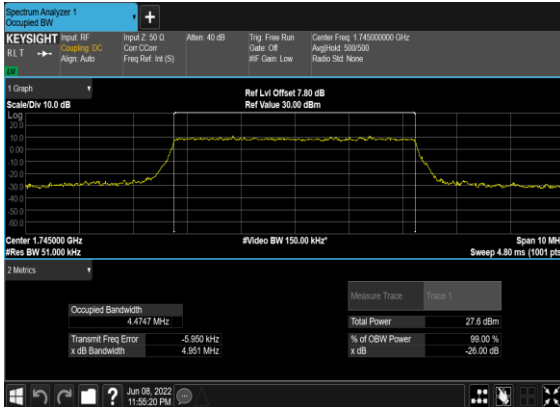 Spectrum Analyzer 1
Occupied BW
+
KEYSIGHT Input: RF Input Z: 50 Ω Atten: 40 dB Trig: Free Run Center Freq: 1.745000000 GHz
RLT Coupling: DC Corr CCorr Gate: Off Avg|Hold: 500/500
Align: Auto Freq Ref: Int (S) #IF Gain: Low Radio Std: None
1 Graph
Ref Lvl Offset 7.80 dB
Scale/Div 10.0 dB Ref Value 30.00 dBm
Log
20.0
10.0
0.00
-10.0
-20.0
-30.0
-40.0
-50.0
-60.0
Center 1.745000 GHz #Video BW 150.00 kHz* Span 10 MH
#Res BW 51.000 kHz Sweep 4.80 ms (1001 pts
2 Metrics
Measure Trace Trace 1
Occupied Bandwidth
4.4747 MHz
Total Power 27.6 dBm
Transmit Freq Error -5.950 kHz % of OBW Power 99.00 %
x dB Bandwidth 4.951 MHz x dB -26.00 dB
? Jun 08, 2022
11:55:20 PM